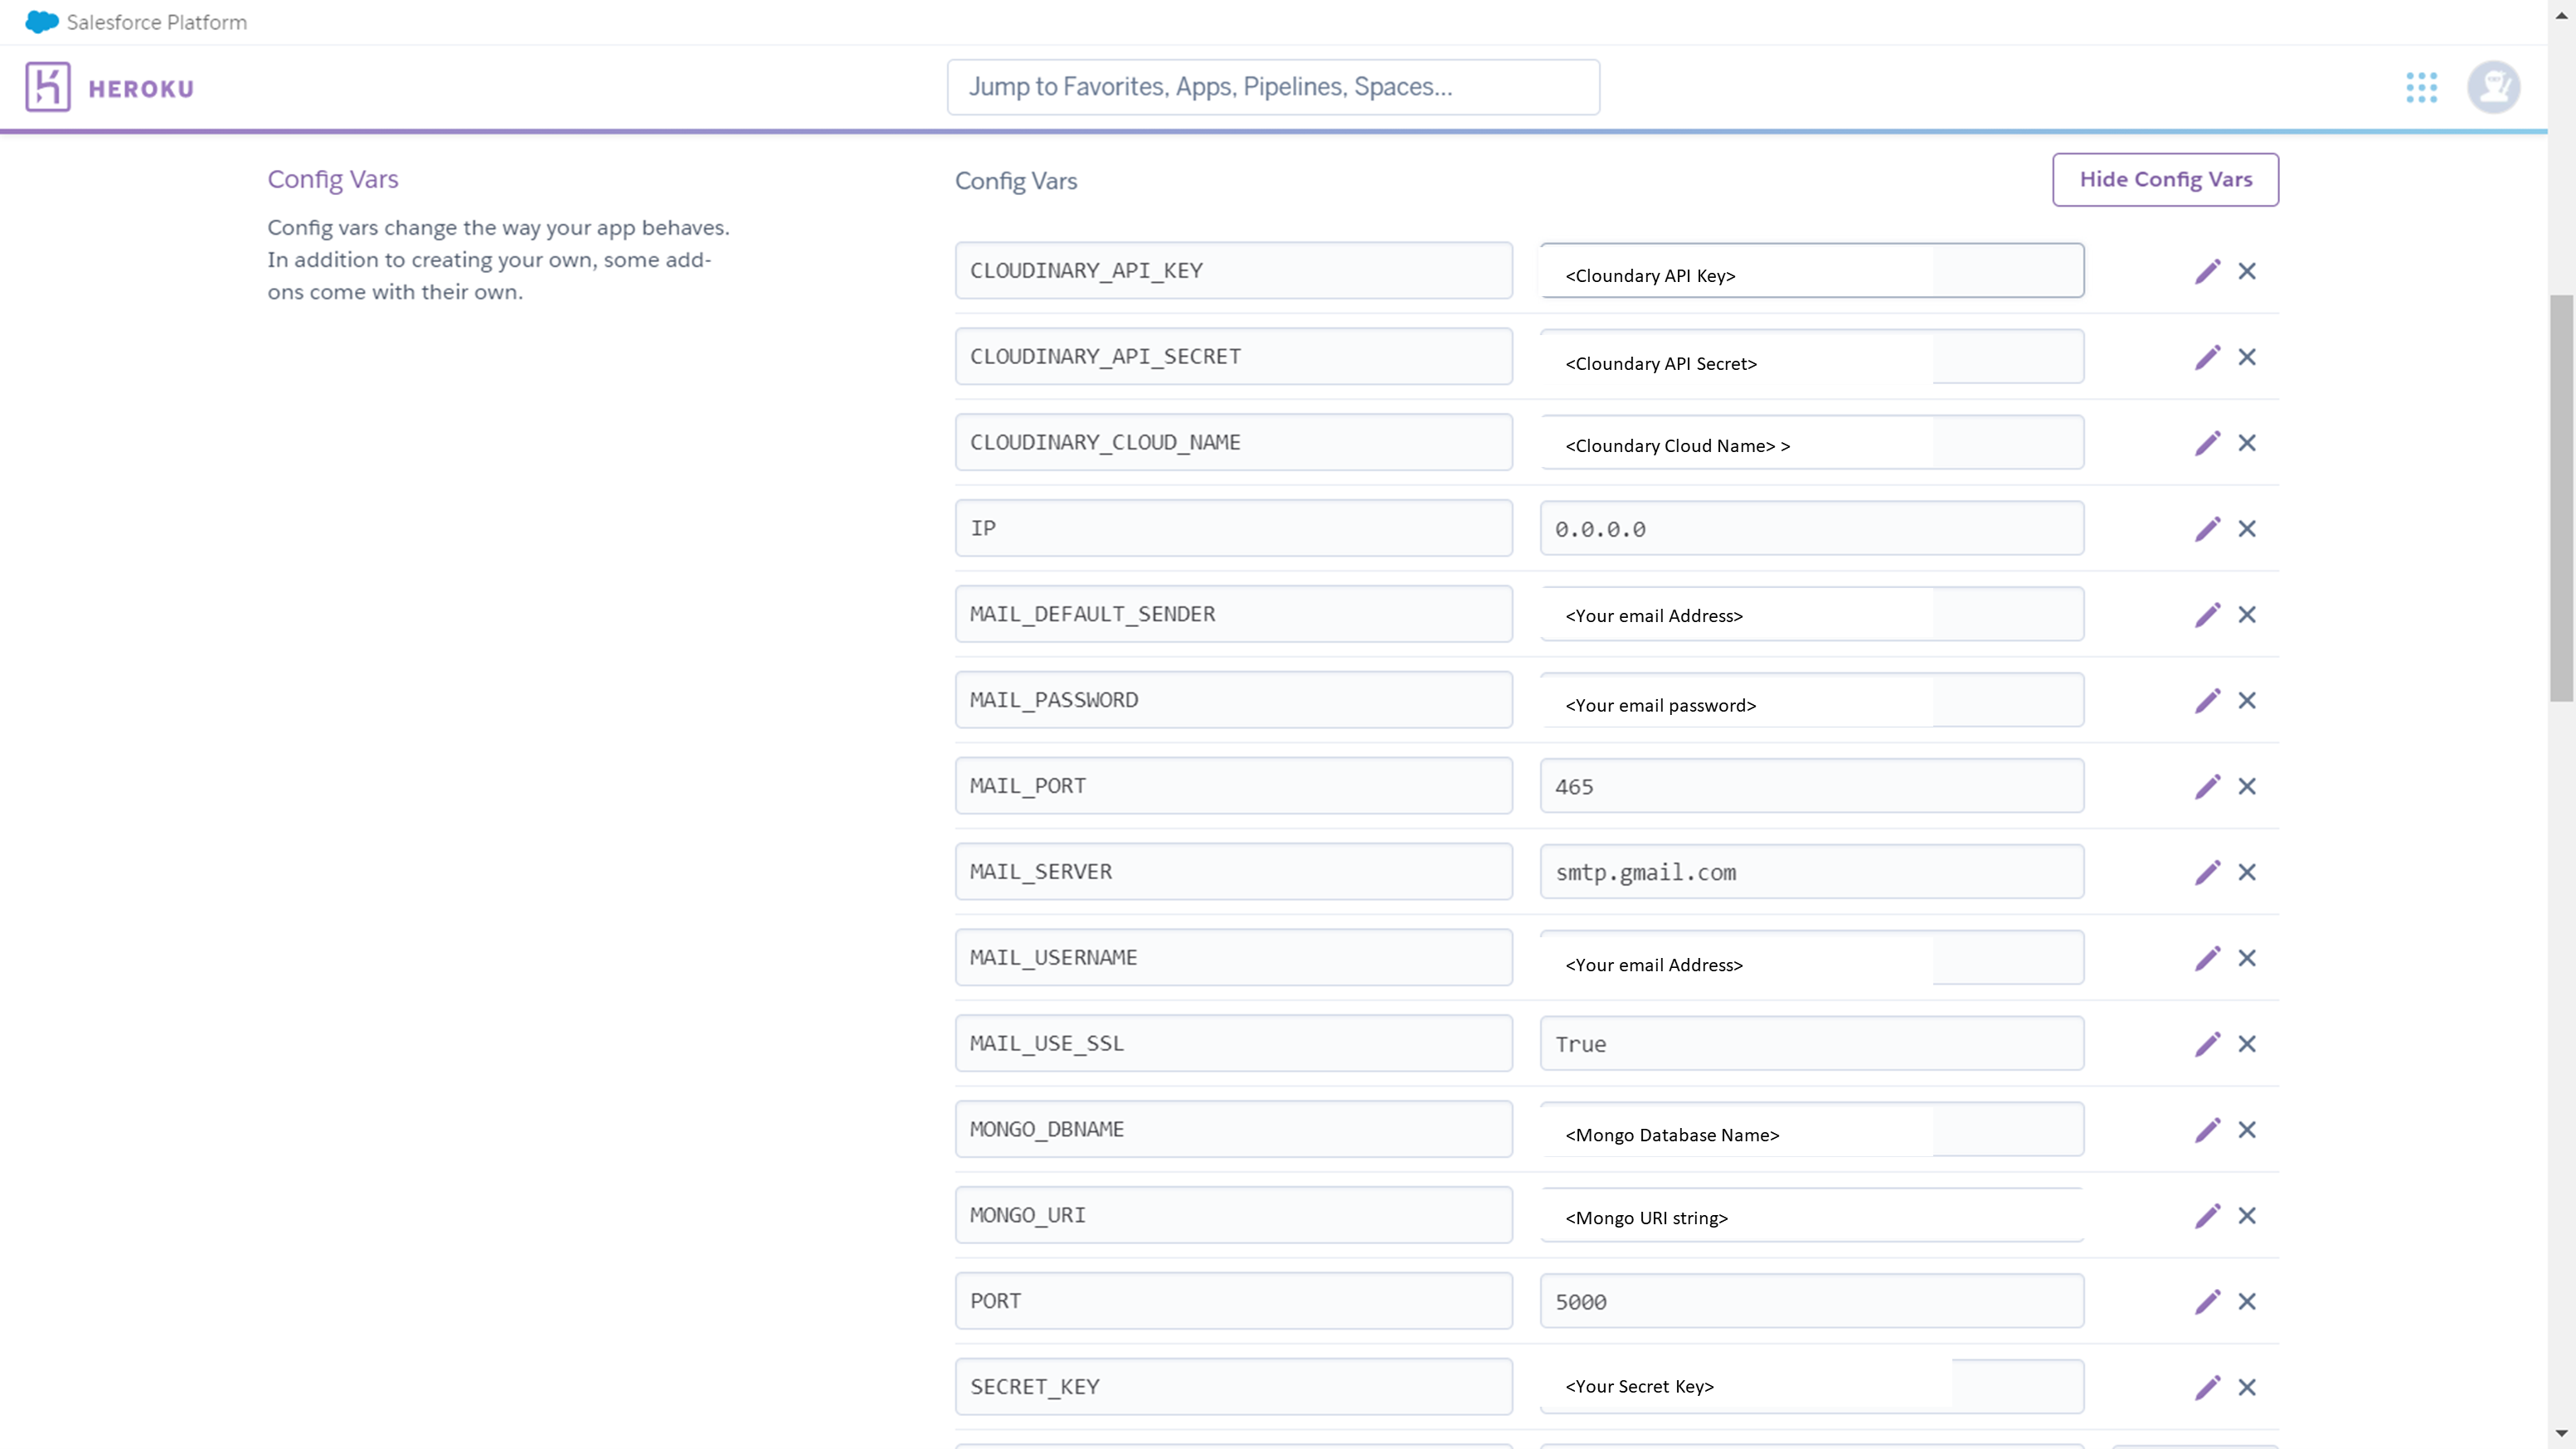 Salesforce Platform
HEROKU
Jump to Favorites, Apps, Pipelines, Spaces...
Config Vars
Config vars change the way your app behaves.
In addition to creating your own, some add-
ons come with their own.
Config Vars
Hide Config Vars
CLOUDINARY_API_KEY <Cloundary API Key>
CLOUDINARY_API_SECRET <Cloundary API Secret>
CLOUDINARY_CLOUD_NAME <Cloundary Cloud Name> >
IP 0.0.0.0
MAIL_DEFAULT_SENDER <Your email Address>
MAIL_PASSWORD <Your email password>
MAIL_PORT 465
MAIL_SERVER smtp.gmail.com
MAIL_USERNAME <Your email Address>
MAIL_USE_SSL True
MONGO_DBNAME <Mongo Database Name>
MONGO_URI <Mongo URI string>
PORT 5000
SECRET_KEY <Your Secret Key>